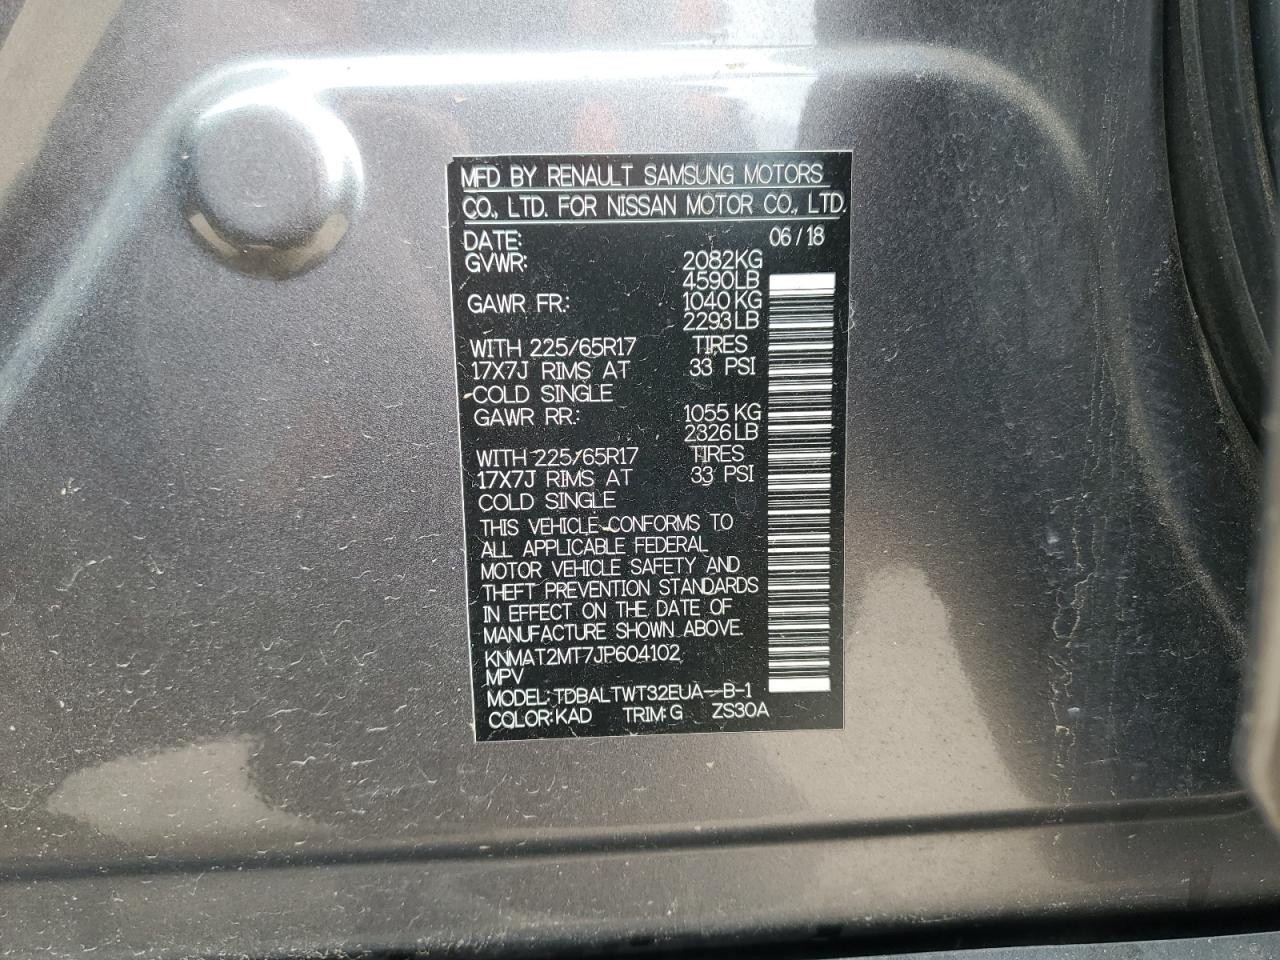 MFD BY RENAULT SAMSUNG MOTORS
CO., LTD. FOR NISSAN MOTOR CO., LTD.
DATE: 06/18
GVWR: 2082KG
4590LB
GAWR FR: 1040KG
2293LB
WITH 225/65R17 TIRES
17X7J RIMS AT 33 PSI
COLD SINGLE
GAWR RR: 1055KG
2326LB
WITH 225/65R17 TIRES
17X7J RIMS AT 33 PSI
COLD SINGLE
THIS VEHICLE CONFORMS TO
ALL APPLICABLE FEDERAL
MOTOR VEHICLE SAFETY AND
THEFT PREVENTION STANDARDS
IN EFFECT ON THE DATE OF
MANUFACTURE SHOWN ABOVE.
KNMAT2MT7JP604102
MPV
MODEL: TDBALTWT32EUA--B-1
COLOR: KAD TRIM: G ZS30A